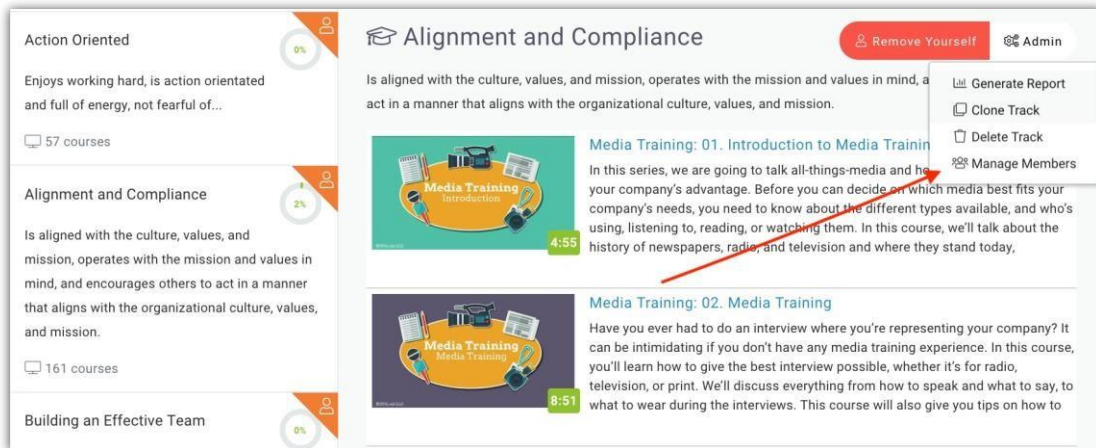 Action Oriented
0%
Enjoys working hard, is action orientated
and full of energy, not fearful of...
57 courses
Alignment and Compliance
2%
Is aligned with the culture, values, and
mission, operates with the mission and values in
mind, and encourages others to act in a manner
that aligns with the organizational culture, values,
and mission.
161 courses
Building an Effective Team
0%
Alignment and Compliance
Remove Yourself
Admin
Generate Report
Clone Track
Delete Track
Manage Members
Is aligned with the culture, values, and mission, operates with the mission and values in mind, a
act in a manner that aligns with the organizational culture, values, and mission.
Media Training
Introduction
4:55
Media Training: 01. Introduction to Media Trainin
In this series, we are going to talk all-things-media and
your company's advantage. Before you can decide on which media best fits your
company's needs, you need to know about the different types available, and who's
using, listening to, reading, or watching them. In this course, we'll talk about the
history of newspapers, radio, and television and where they stand today,
Media Training
Media Training
8:51
Media Training: 02. Media Training
Have you ever had to do an interview where you're representing your company? It
can be intimidating if you don't have any media training experience. In this course,
you'll learn how to give the best interview possible, whether it's for radio,
television, or print. We'll discuss everything from how to speak and what to say, to
what to wear during the interviews. This course will also give you tips on how to